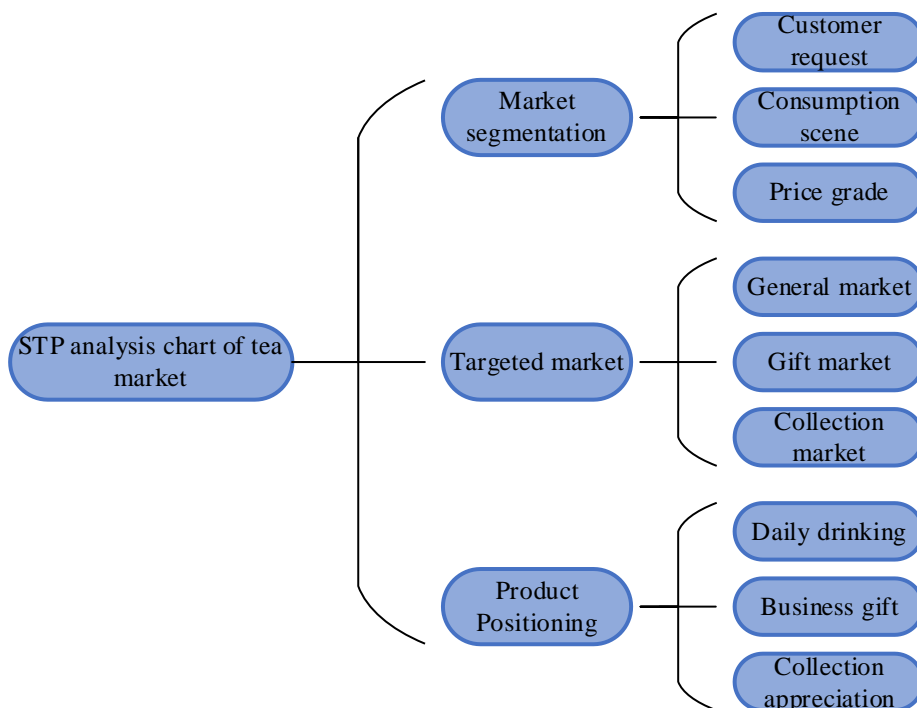 STP analysis chart of tea
market
Market
segmentation
Customer
request
Consumption
scene
Price grade
Targeted market
General market
Gift market
Collection
market
Product
Positioning
Daily drinking
Business gift
Collection
appreciation